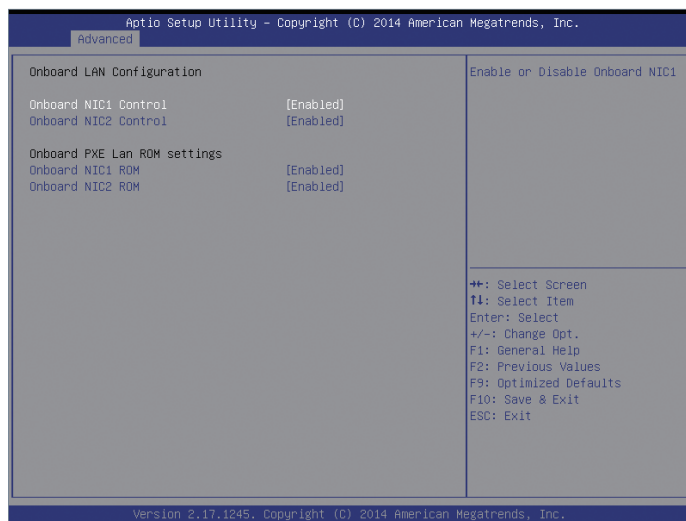 Aptio Setup Utility – Copyright (C) 2014 American Megatrends, Inc.
Advanced
Onboard LAN Configuration
Onboard NIC1 Control [Enabled]
Onboard NIC2 Control [Enabled]
Onboard PXE Lan ROM settings
Onboard NIC1 ROM [Enabled]
Onboard NIC2 ROM [Enabled]
Enable or Disable Onboard NIC1
→←: Select Screen
↑↓: Select Item
Enter: Select
+/-: Change Opt.
F1: General Help
F2: Previous Values
F9: Optimized Defaults
F10: Save & Exit
ESC: Exit
Version 2.17.1245. Copyright (C) 2014 American Megatrends, Inc.